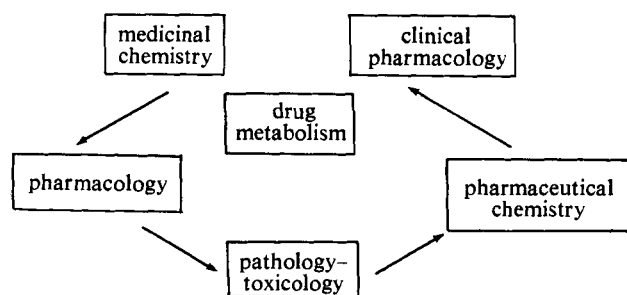 medicinal
chemistry
clinical
pharmacology
drug
metabolism
pharmacology
pharmaceutical
chemistry
pathology–
toxicology